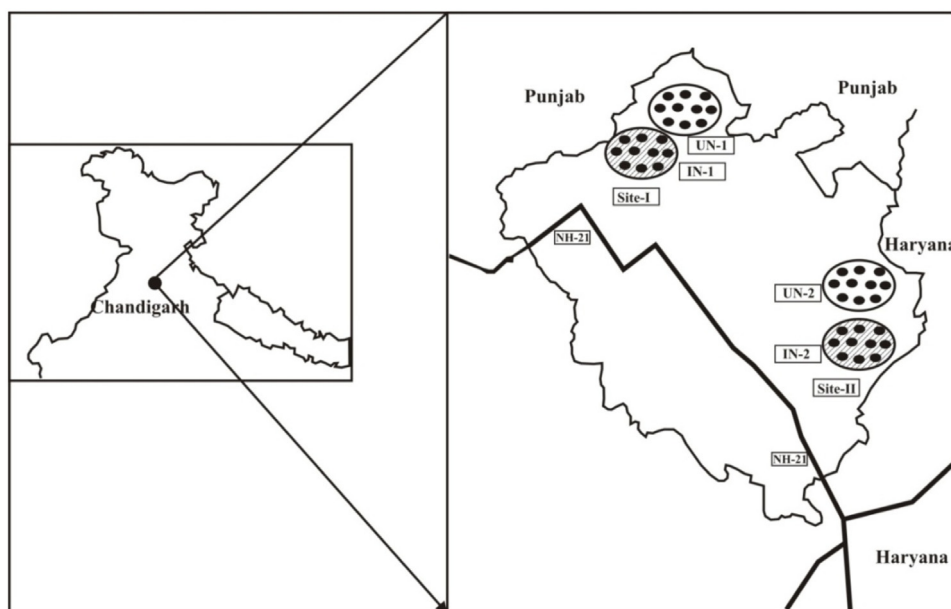 Chandigarh
Punjab
Punjab
UN-1
IN-1
Site-I
NH-21
Haryana
UN-2
IN-2
Site-II
NH-21
Haryana